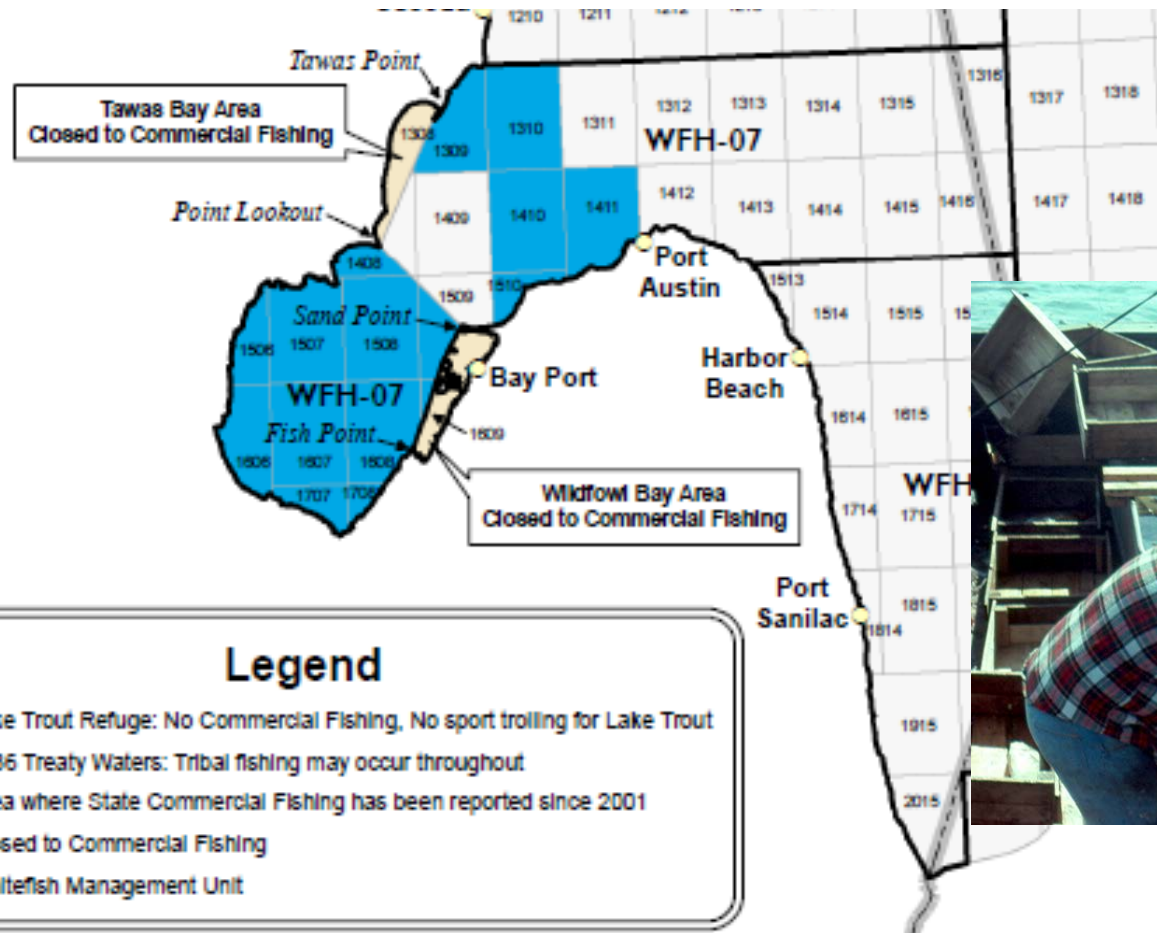 1210
1211
1212
Tawas Point
1316
Tawas Bay Area
Closed to Commercial Fishing
1308
1309
1310
1311
1312
1313
1314
1315
1317
1318
WFH-07
Point Lookout
1409
1410
1411
1412
1413
1414
1415
1416
1417
1418
1408
Port
Austin
1509
1510
1513
Sand Point
1506
1507
1508
1514
1515
Harbor
Beach
WFH-07
Bay Port
Fish Point
1609
1614
1615
1606
1607
1608
1707
1708
Wildfowl Bay Area
Closed to Commercial Fishing
WFH
1714
1715
Port
Sanilac
1815
1814
Legend
ke Trout Refuge: No Commercial Fishing, No sport trolling for Lake Trout
36 Treaty Waters: Tribal fishing may occur throughout
ea where State Commercial Fishing has been reported since 2001
osed to Commercial Fishing
itefish Management Unit
1915
2015